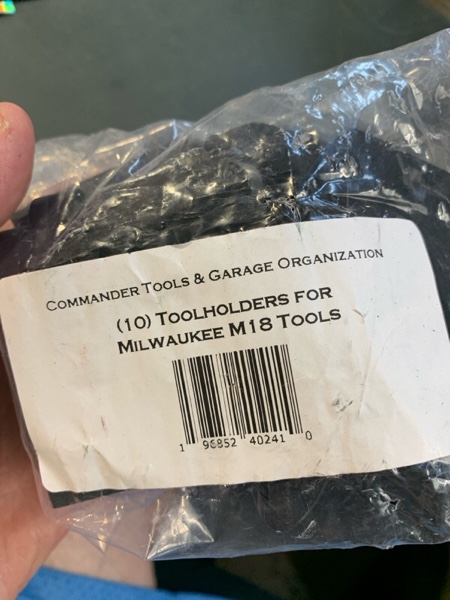 COMMANDER TOOLS & GARAGE ORGANIZATION
(10) TOOLHOLDERS FOR
MILWAUKEE M18 TOOLS
1 96852 40241 0